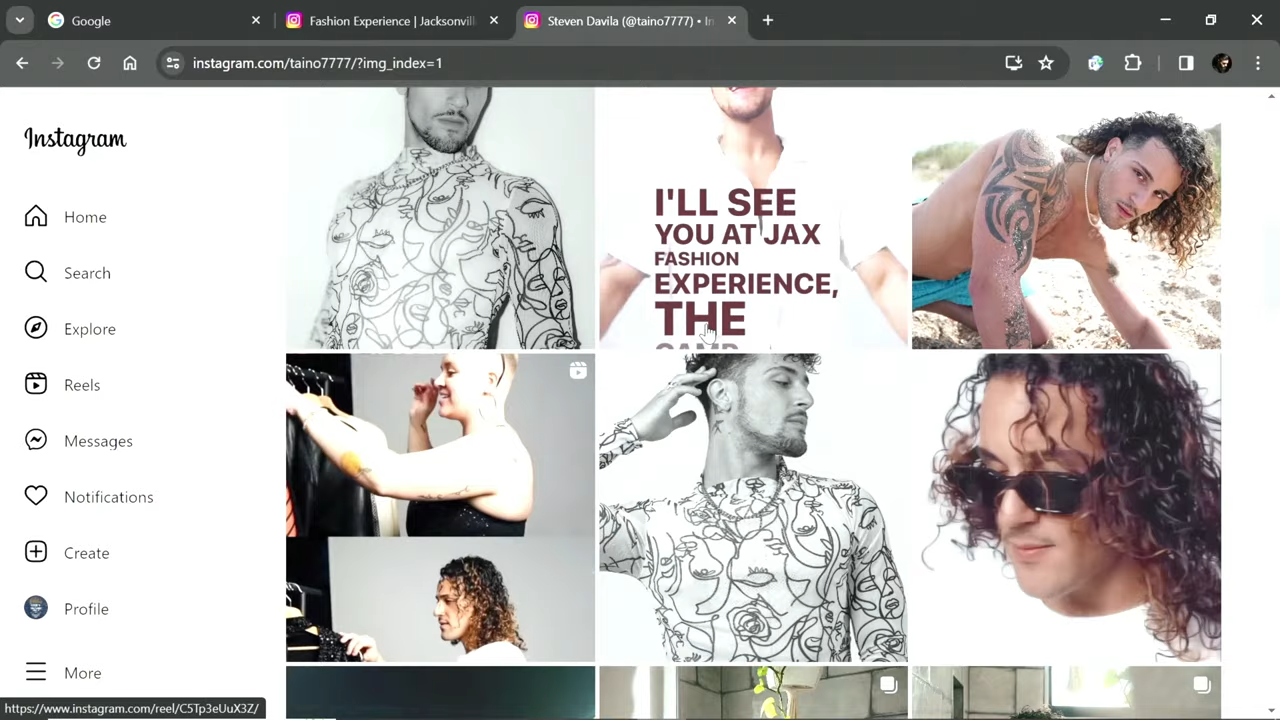 Google
Fashion Experience | Jacksonvill
Steven Davila (@taino7777) • In
instagram.com/taino7777/?img_index=1
Instagram
Home
Search
Explore
Reels
Messages
Notifications
Create
Profile
More
I'LL SEE
YOU AT JAX
FASHION
EXPERIENCE,
THE
CAMP
https://www.instagram.com/reel/C5Tp3eUuX3Z/